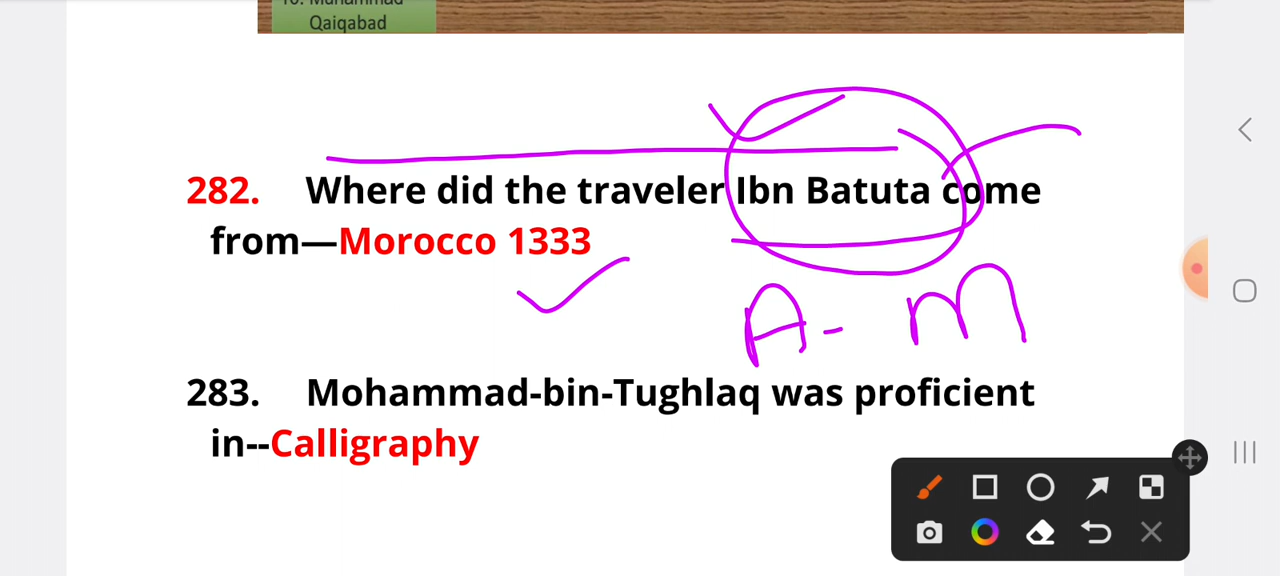 Qaiqabad
282. Where did the traveler Ibn Batuta come
from—Morocco 1333
A - m
283. Mohammad-bin-Tughlaq was proficient
in--Calligraphy